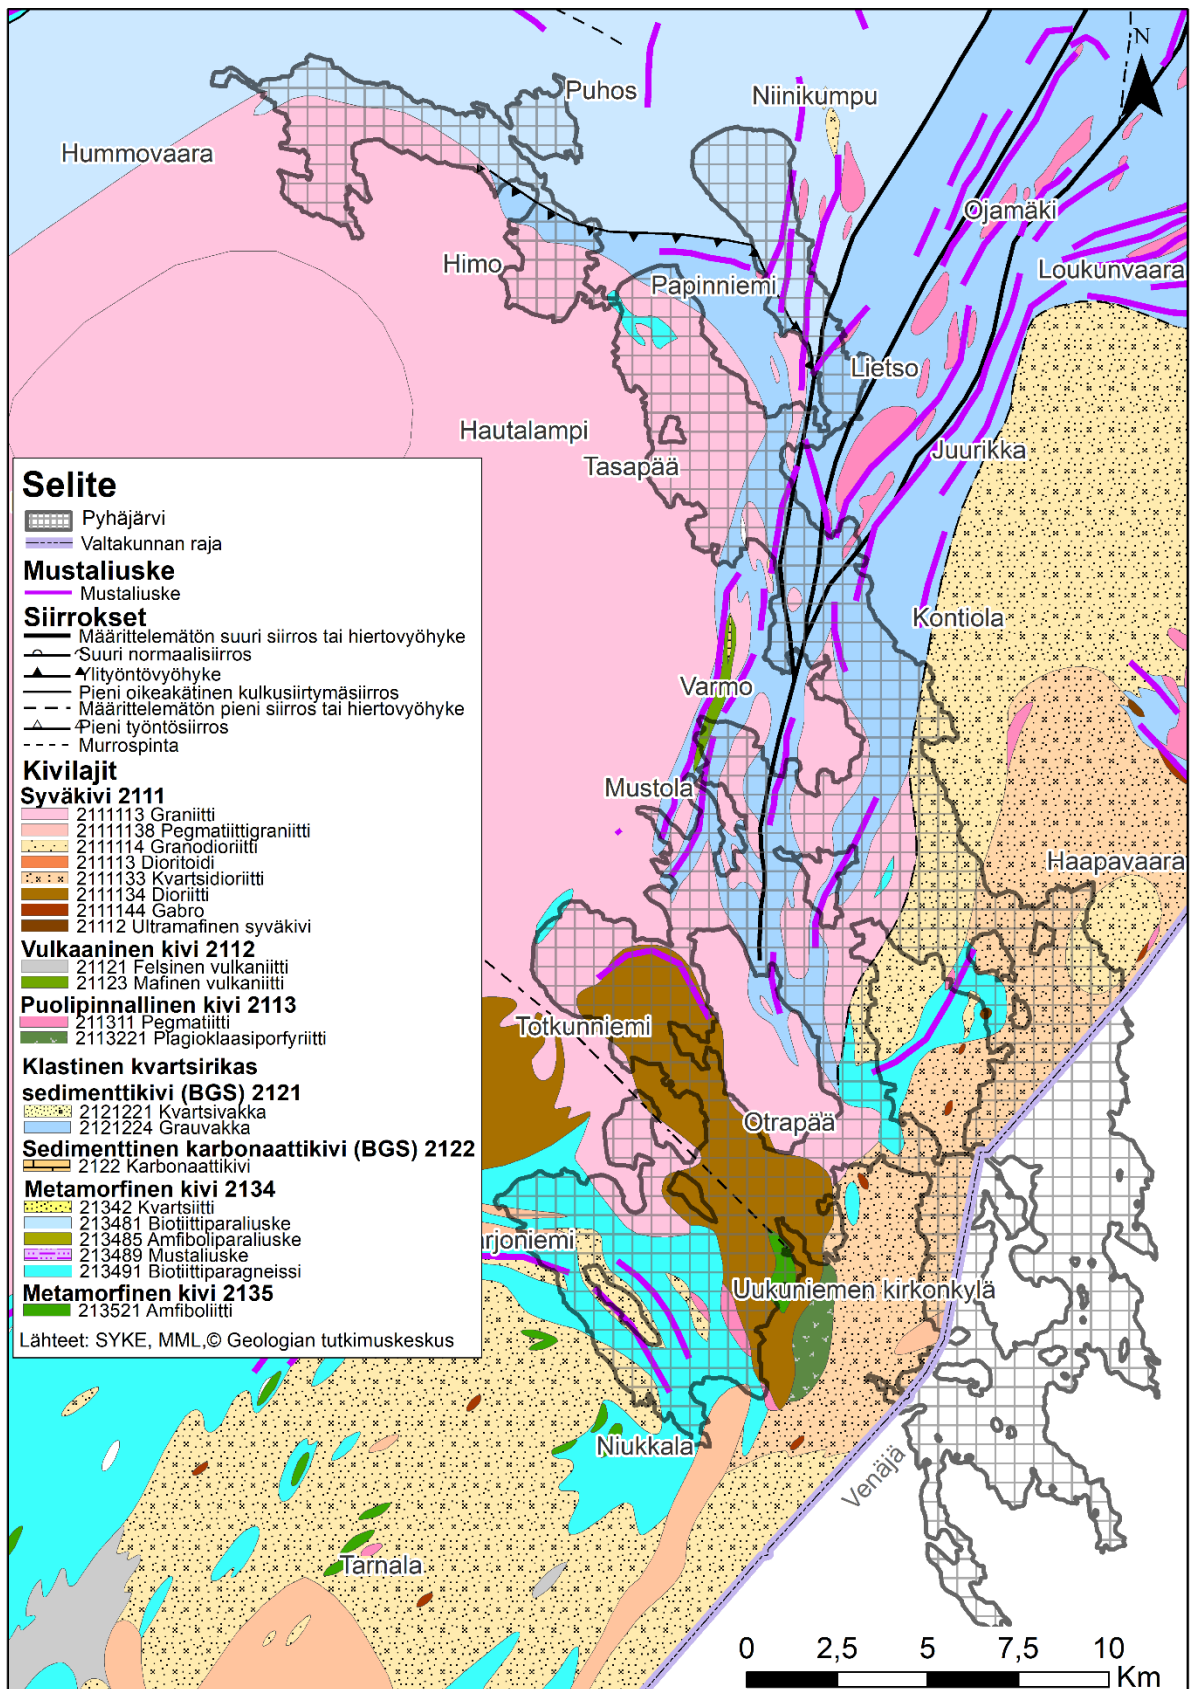 N
Puhos
Niinikumpu
Hummovaara
Ojamäki
Himo
Loukunvaara
Papinniemi
Lietso
Hautalampi
Juurikka
Tasapää
Kontiola
Varmo
Mustola
Haapavaara
Totkunniemi
Otrapää
arjoniemi
Uukuniemen kirkonkylä
Niukkala
Venäjä
Tarnala
Selite
Pyhäjärvi
Valtakunnan raja
Mustaliuske
Mustaliuske
Siirrokset
Määrittelemätön suuri siirros tai hiertovyöhyke
Suuri normaalisiirros
Ylityöntövyöhyke
Pieni oikeakätinen kulkusiirtymäsiirros
Määrittelemätön pieni siirros tai hiertovyöhyke
Pieni työntösiirros
Murrospinta
Kivilajit
Syväkivi 2111
2111113 Graniitti
21111138 Pegmatiittigraniitti
2111114 Granodioriitti
211113 Dioritoidi
2111133 Kvartsidioriitti
2111134 Dioriitti
2111144 Gabro
21112 Ultramafinen syväkivi
Vulkaaninen kivi 2112
21121 Felsinen vulkaniitti
21123 Mafinen vulkaniitti
Puolipinnallinen kivi 2113
211311 Pegmatiitti
2113221 Plagioklaasiporfyriitti
Klastinen kvartsirikas
sedimenttikivi (BGS) 2121
2121221 Kvartsivakka
2121224 Grauvakka
Sedimenttinen karbonaattikivi (BGS) 2122
2122 Karbonaattikivi
Metamorfinen kivi 2134
21342 Kvartsiitti
213481 Biotiittiparaliuske
213485 Amfiboliparaliuske
213489 Mustaliuske
213491 Biotiittiparagneissi
Metamorfinen kivi 2135
213521 Amfiboliitti
Lähteet: SYKE, MML,© Geologian tutkimuskeskus
0 2,5 5 7,5 10
Km